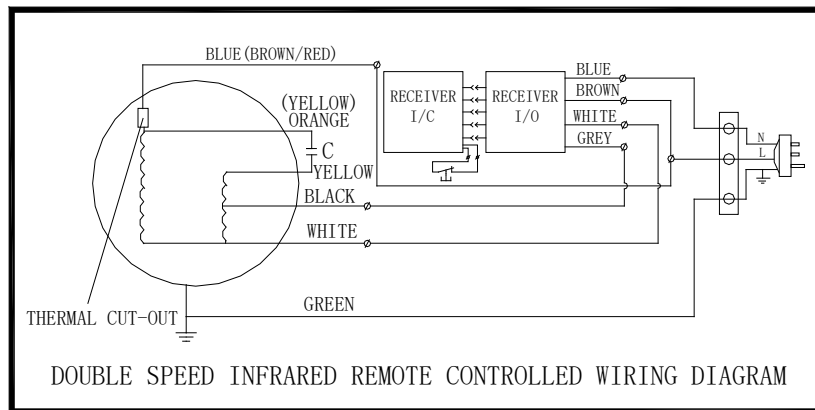 BLUE(BROWN/RED)
(YELLOW)
ORANGE
C
YELLOW
BLACK
WHITE
RECEIVER
I/C
RECEIVER
I/O
BLUE
BROWN
WHITE
GREY
N
L
THERMAL CUT-OUT
GREEN
DOUBLE SPEED INFRARED REMOTE CONTROLLED WIRING DIAGRAM